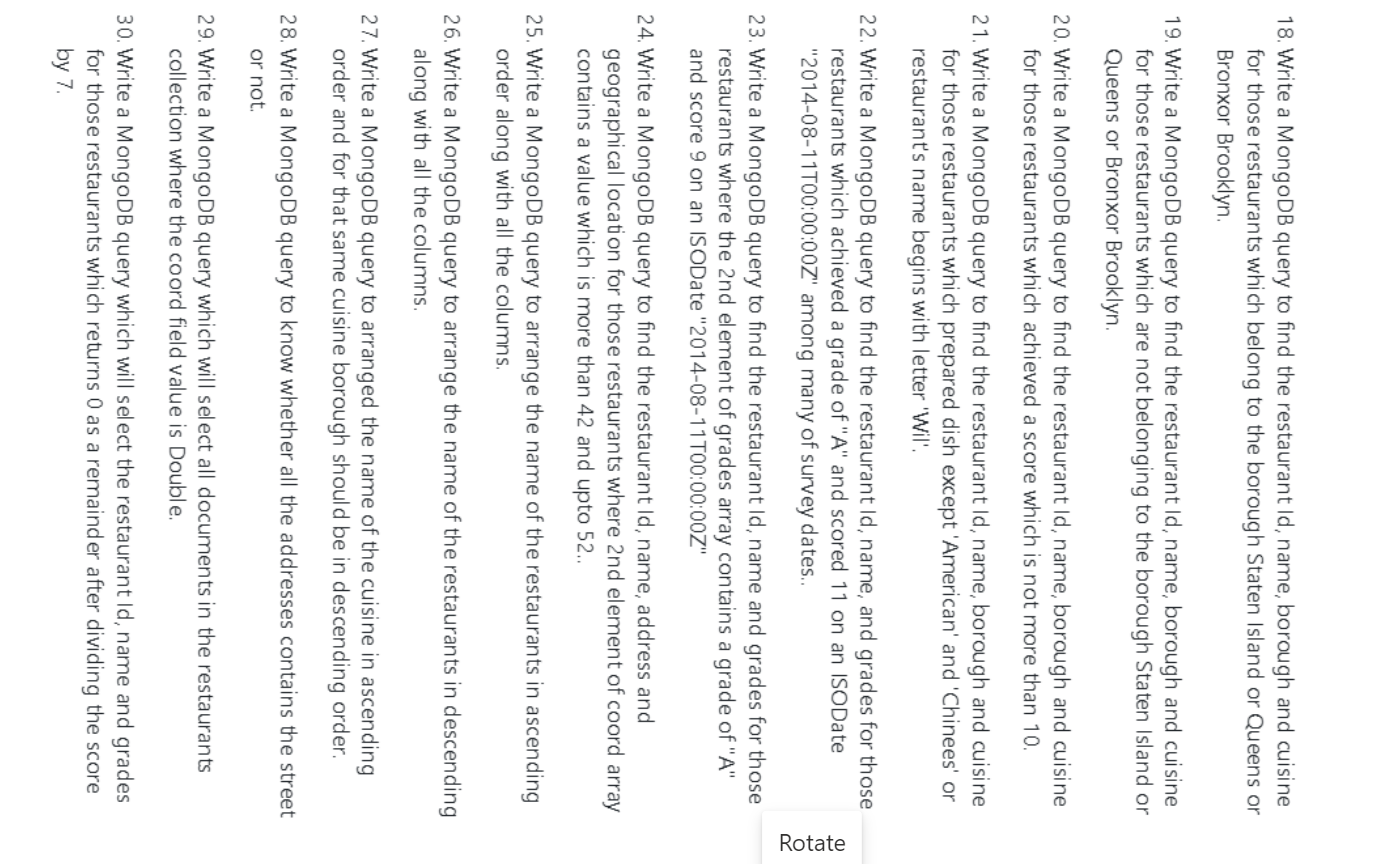 18. Write a MongoDB query to find the restaurant Id, name, borough and cuisine
for those restaurants which belong to the borough Staten Island or Queens or
Bronxor Brooklyn.
19. Write a MongoDB query to find the restaurant Id, name, borough and cuisine
for those restaurants which are not belonging to the borough Staten Island or
Queens or Bronxor Brooklyn.
20. Write a MongoDB query to find the restaurant Id, name, borough and cuisine
for those restaurants which achieved a score which is not more than 10.
21. Write a MongoDB query to find the restaurant Id, name, borough and cuisine
for those restaurants which prepared dish except 'American' and 'Chinees' or
restaurant's name begins with letter 'Wil'.
22. Write a MongoDB query to find the restaurant Id, name, and grades for those
restaurants which achieved a grade of "A" and scored 11 on an ISODate
"2014-08-11T00:00:00Z" among many of survey dates..
23. Write a MongoDB query to find the restaurant Id, name and grades for those
restaurants where the 2nd element of grades array contains a grade of "A"
and score 9 on an ISODate "2014-08-11T00:00:00Z"
24. Write a MongoDB query to find the restaurant Id, name, address and
geographical location for those restaurants where 2nd element of coord array
contains a value which is more than 42 and upto 52..
25. Write a MongoDB query to arrange the name of the restaurants in ascending
order along with all the columns.
26. Write a MongoDB query to arrange the name of the restaurants in descending
along with all the columns.
27. Write a MongoDB query to arranged the name of the cuisine in ascending
order and for that same cuisine borough should be in descending order.
28. Write a MongoDB query to know whether all the addresses contains the street
or not.
29. Write a MongoDB query which will select all documents in the restaurants
collection where the coord field value is Double.
30. Write a MongoDB query which will select the restaurant Id, name and grades
for those restaurants which returns 0 as a remainder after dividing the score
by 7.
Rotate